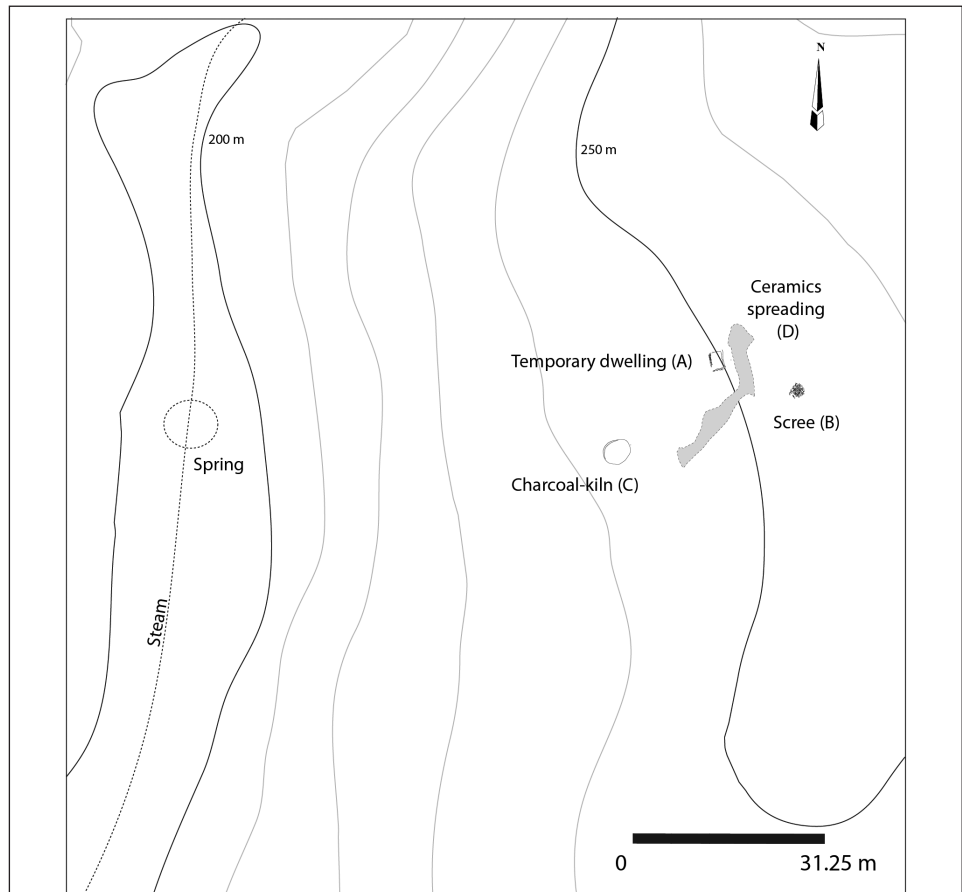 N
200 m
250 m
Ceramics
spreading
(D)
Temporary dwelling (A)
Scree (B)
Spring
Charcoal-kiln (C)
Steam
0
31.25 m